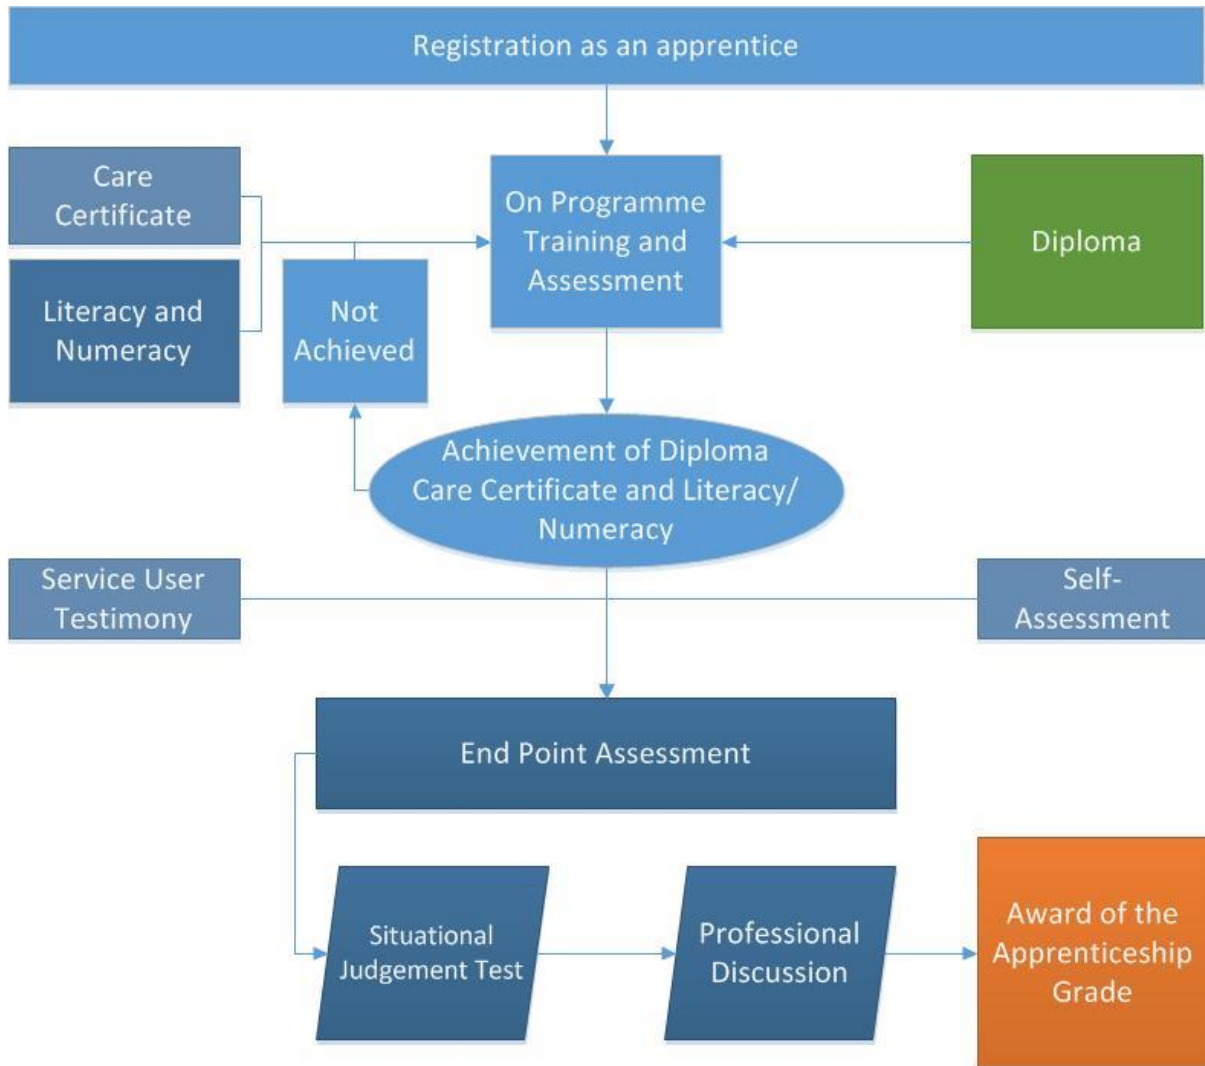 Registration as an apprentice
Care
Certificate
On Programme
Training and
Assessment
Diploma
Literacy and
Numeracy
Not
Achieved
Achievement of Diploma
Care Certificate and Literacy/
Numeracy
Service User
Testimony
Self-
Assessment
End Point Assessment
Situational
Judgement Test
Professional
Discussion
Award of the
Apprenticeship
Grade